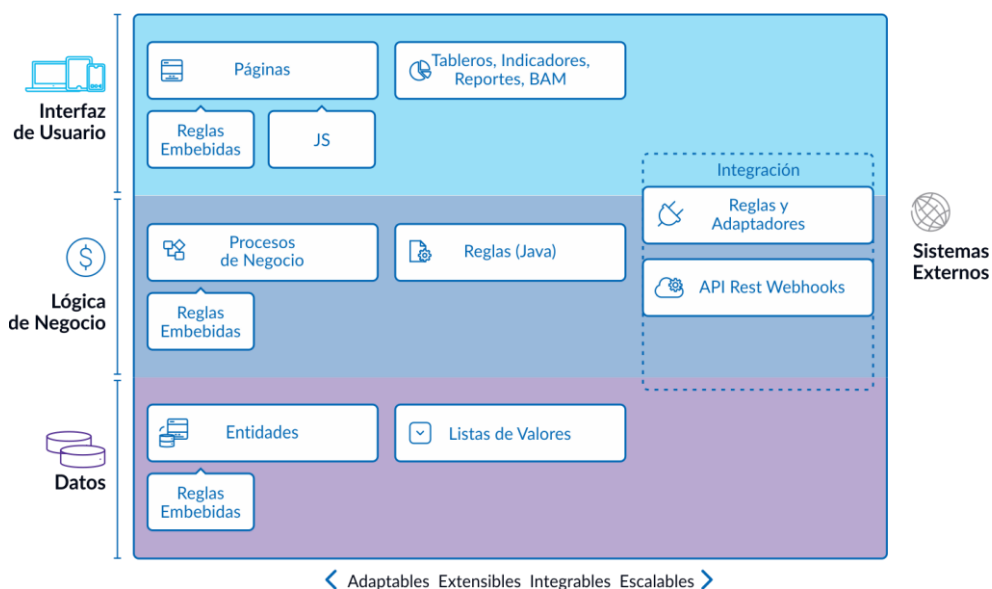 Interfaz
de Usuario
Páginas
Tableros, Indicadores,
Reportes, BAM
Reglas
Embebidas
JS
Integración
Reglas y
Adaptadores
API Rest Webhooks
Sistemas
Externos
Lógica
de Negocio
Procesos
de Negocio
Reglas (Java)
Reglas
Embebidas
Datos
Entidades
Listas de Valores
Reglas
Embebidas
Adaptables Extensibles Integrables Escalables